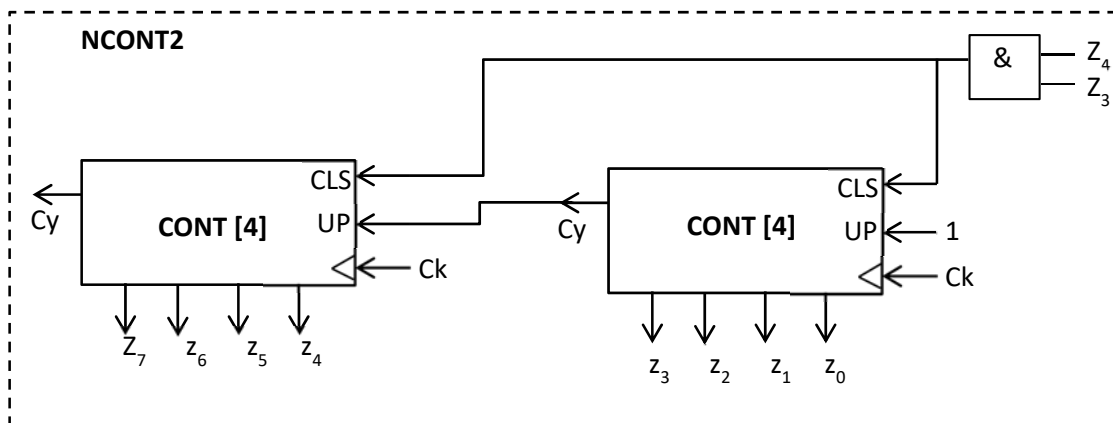 NCONT2
&
Z4
Z3
CLS
UP
CONT [4]
Ck
Cy
Z7
z6
z5
z4
CLS
UP
1
CONT [4]
Ck
Cy
z3
z2
z1
z0